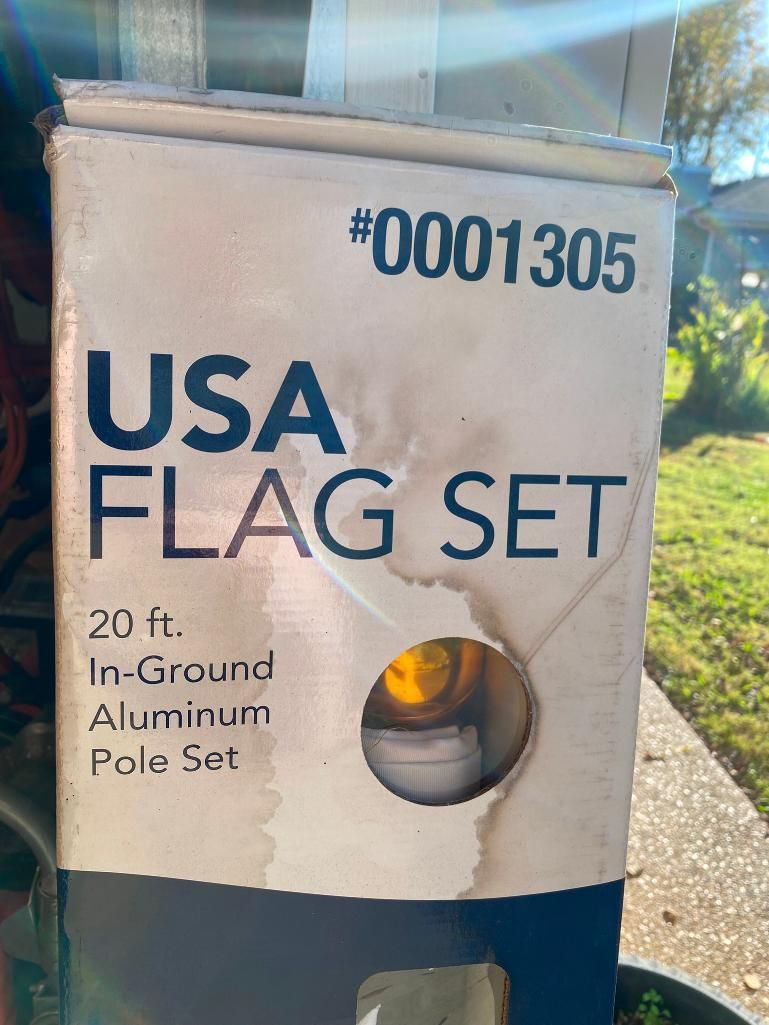 #0001305
USA
FLAG SET
20 ft.
In-Ground
Aluminum
Pole Set